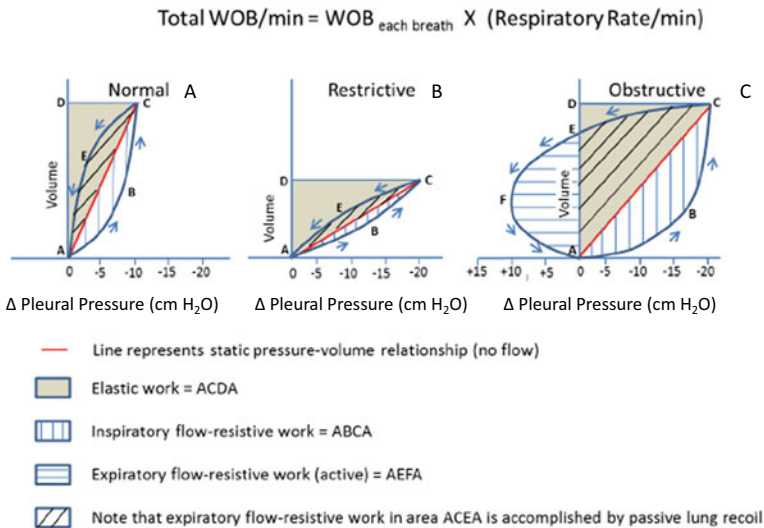 Total WOB/min = WOB each breath X (Respiratory Rate/min)
Normal A
D C
E
B
Volume
A
0 -5 -10 -15 -20
Δ Pleural Pressure (cm H2O)
Restrictive B
D C
E
B
Volume
A
0 -5 -10 -15 -20
Δ Pleural Pressure (cm H2O)
Obstructive C
D C
E
F
B
Volume
A
+15 +10 +5 0 -5 -10 -15 -20
Δ Pleural Pressure (cm H2O)
Line represents static pressure-volume relationship (no flow)
Elastic work = ACDA
Inspiratory flow-resistive work = ABCA
Expiratory flow-resistive work (active) = AEFA
Note that expiratory flow-resistive work in area ACEA is accomplished by passive lung recoil